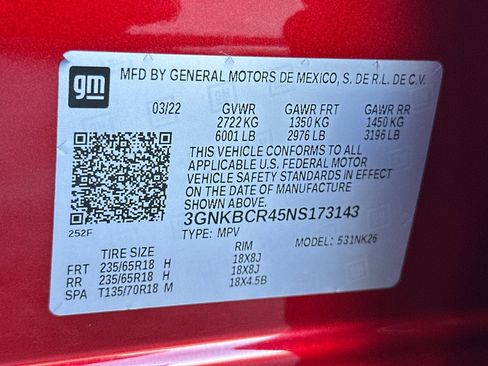 gm
MFD BY GENERAL MOTORS DE MEXICO, S. DE R.L. DE C.V.
03/22 GVWR GAWR FRT GAWR RR
2722 KG 1350 KG 1450 KG
6001 LB 2976 LB 3196 LB
THIS VEHICLE CONFORMS TO ALL
APPLICABLE U.S. FEDERAL MOTOR
VEHICLE SAFETY STANDARDS IN EFFECT
ON THE DATE OF MANUFACTURE
SHOWN ABOVE.
3GNKBCR45NS173143
252F TYPE: MPV MODEL: 531NK26
TIRE SIZE RIM
FRT 235/65R18 H 18X8J
RR 235/65R18 H 18X8J
SPA T135/70R18 M 18X4.5B